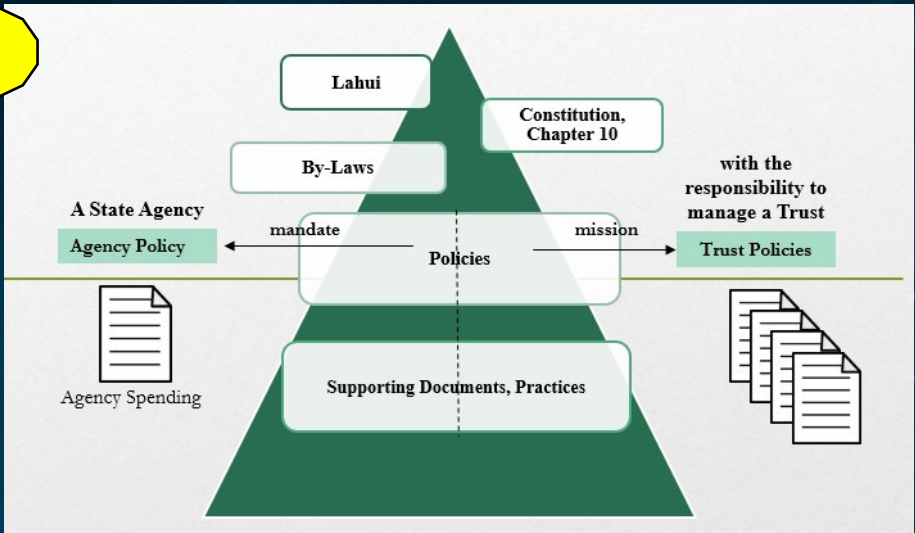 Lahui
Constitution,
Chapter 10
By-Laws
with the
responsibility to
manage a Trust
A State Agency
Agency Policy
mandate
mission
Policies
Trust Policies
Agency Spending
Supporting Documents, Practices